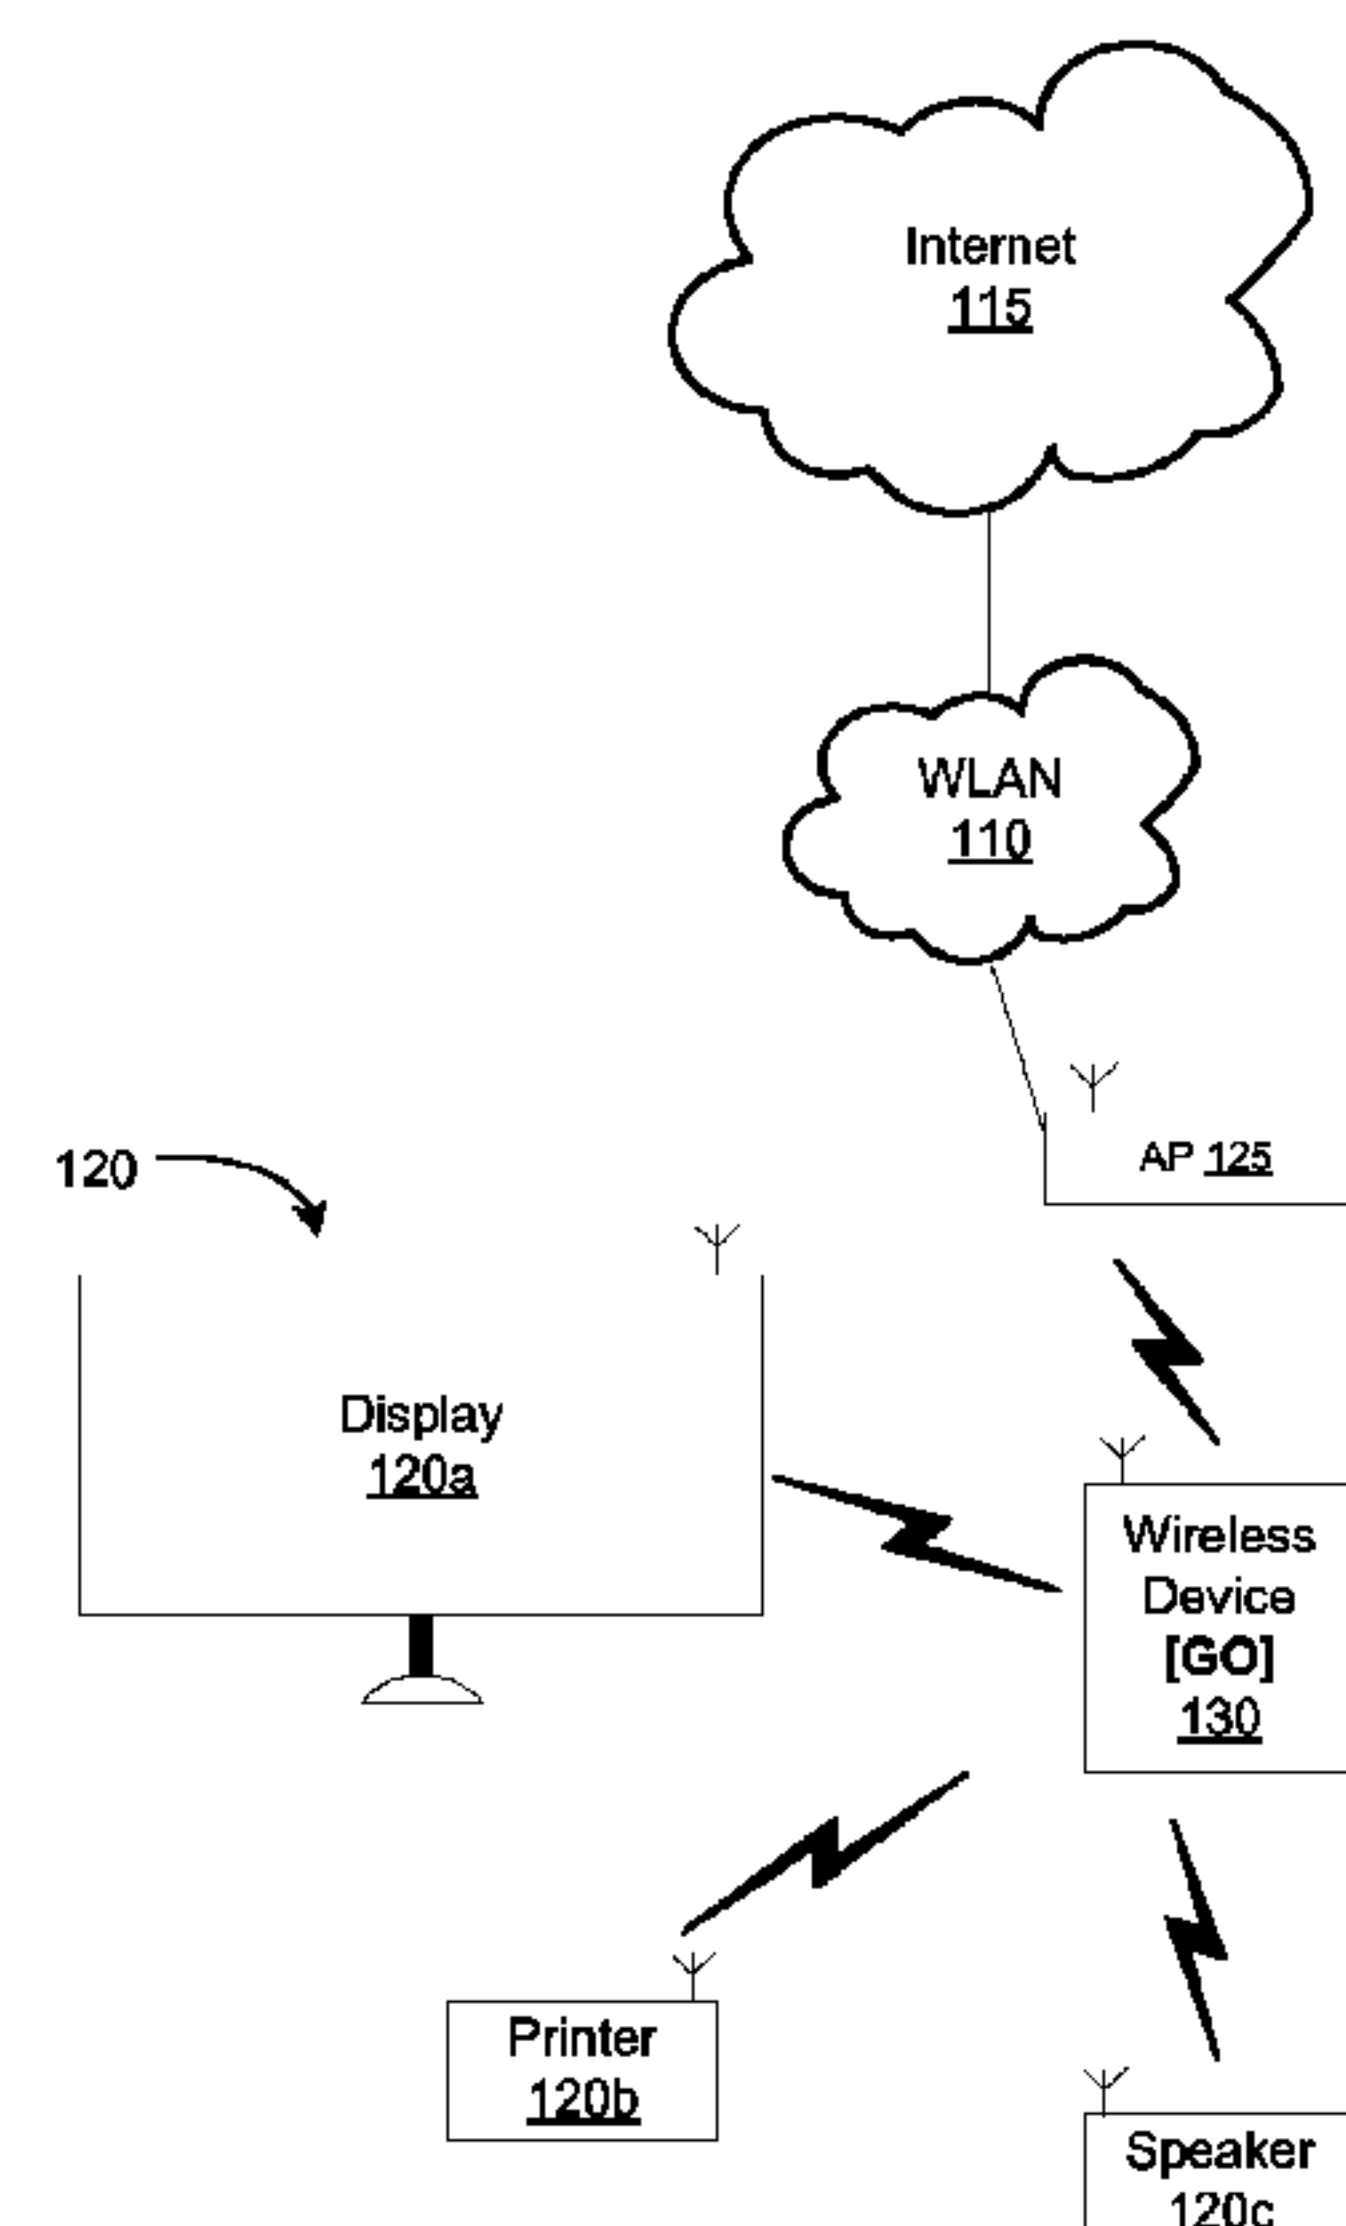 Internet
115
WLAN
110
AP 125
120
Display
120a
Wireless
Device
[GO]
130
Printer
120b
Speaker
120c